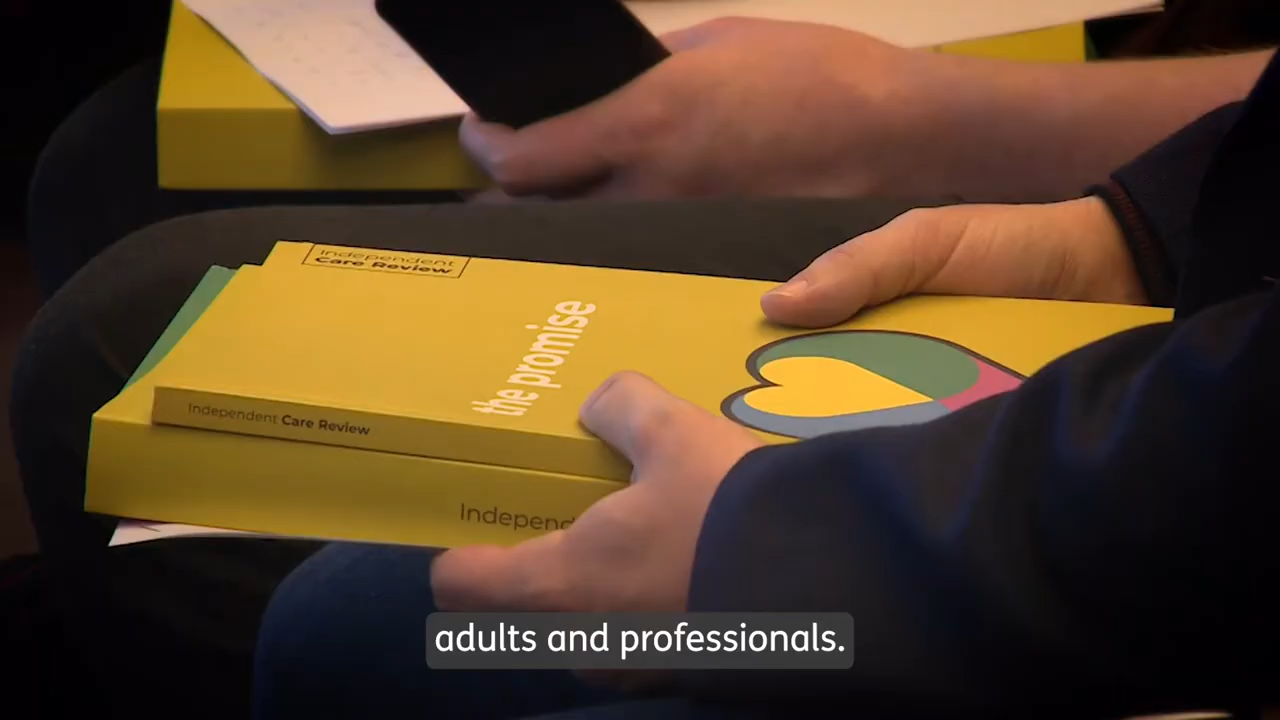 Independent
Care Review
the promise
Independent Care Review
Independ
adults and professionals.